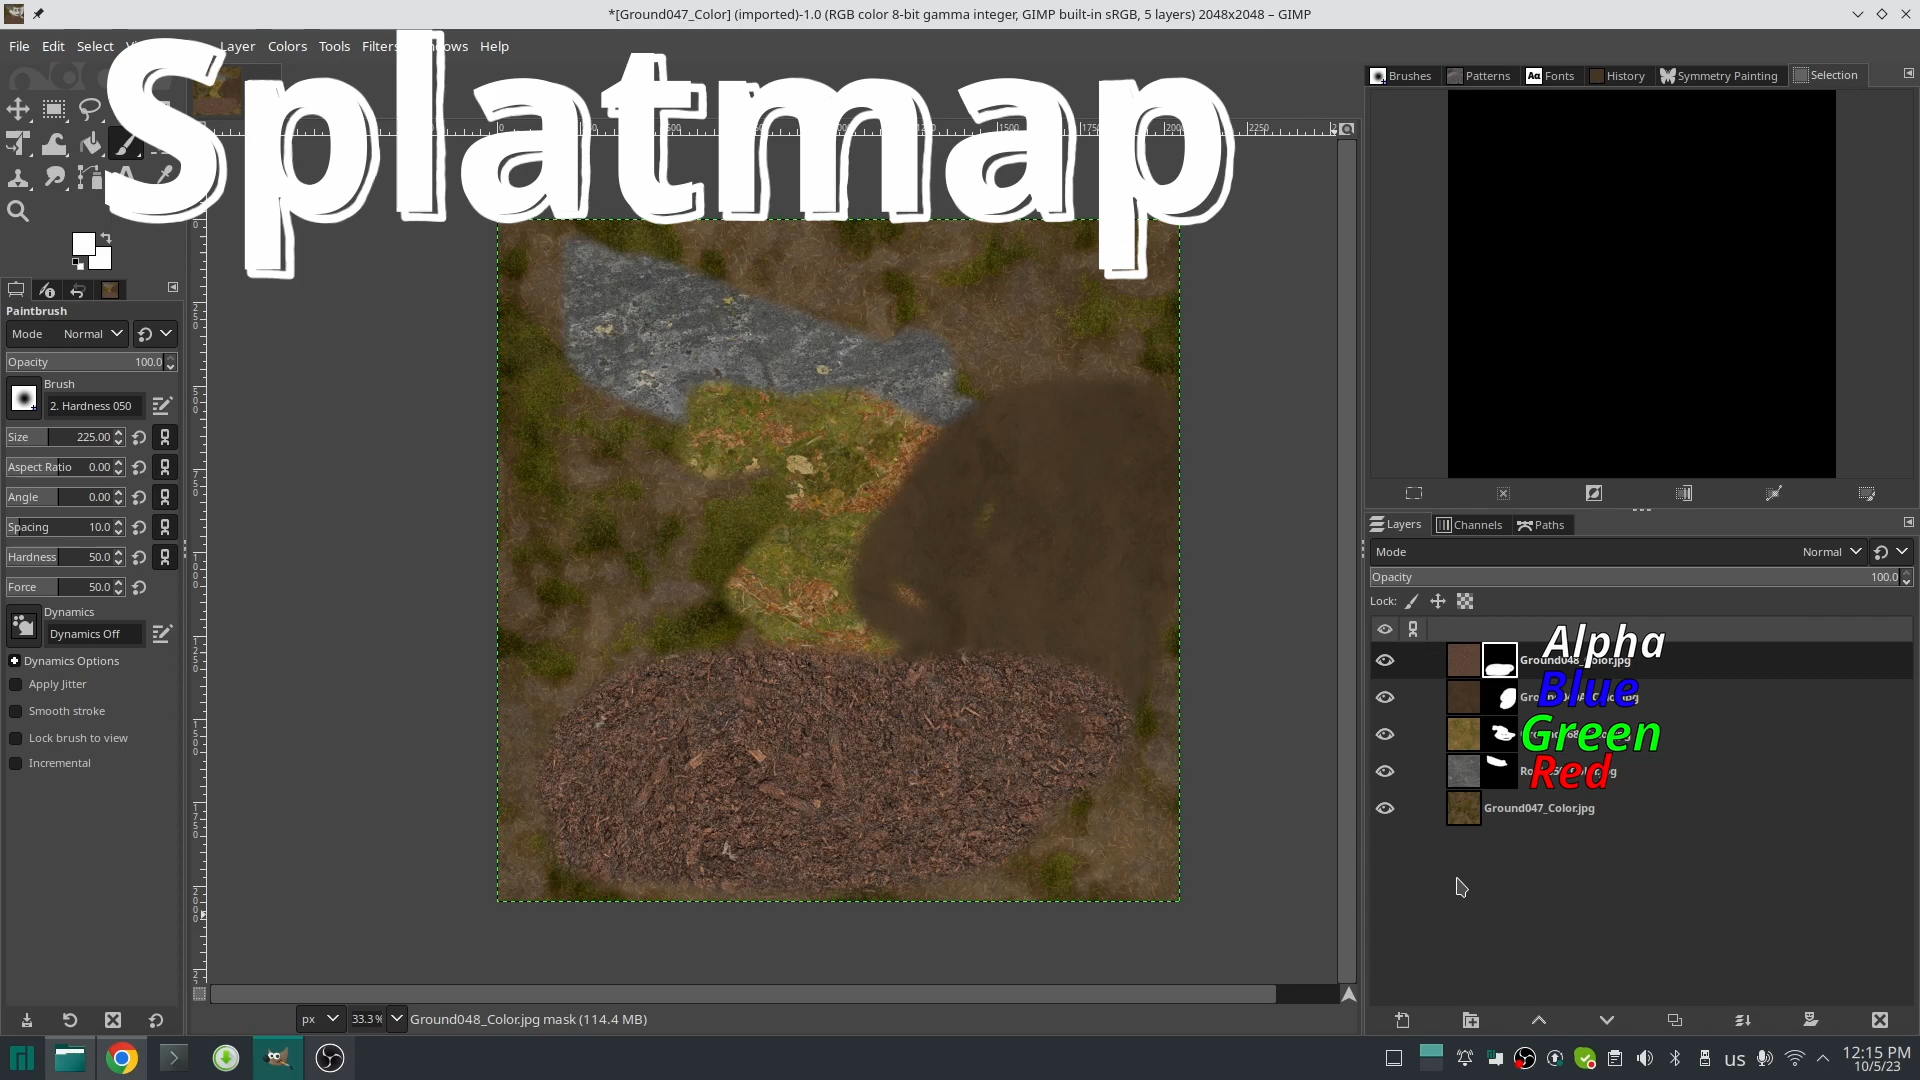 *[Ground047_Color] (imported)-1.0 (RGB color 8-bit gamma integer, GIMP built-in sRGB, 5 layers) 2048x2048 – GIMP
File Edit Select Layer Colors Tools Filters Help
Splatmap
Brushes Patterns Fonts History Symmetry Painting Selection
Paintbrush
Mode Normal
Opacity 100.0
Brush
2. Hardness 050
Size 225.00
Aspect Ratio 0.00
Angle 0.00
Spacing 10.0
Hardness 50.0
Force 50.0
Dynamics
Dynamics Off
Dynamics Options
Apply Jitter
Smooth stroke
Lock brush to view
Incremental
Layers Channels Paths
Mode Normal
Opacity 100.0
Lock:
Alpha
Blue
Green
Red
Ground047_Color.jpg
px 33.3 % Ground048_Color.jpg mask (114.4 MB)
us 12:15 PM
10/5/23